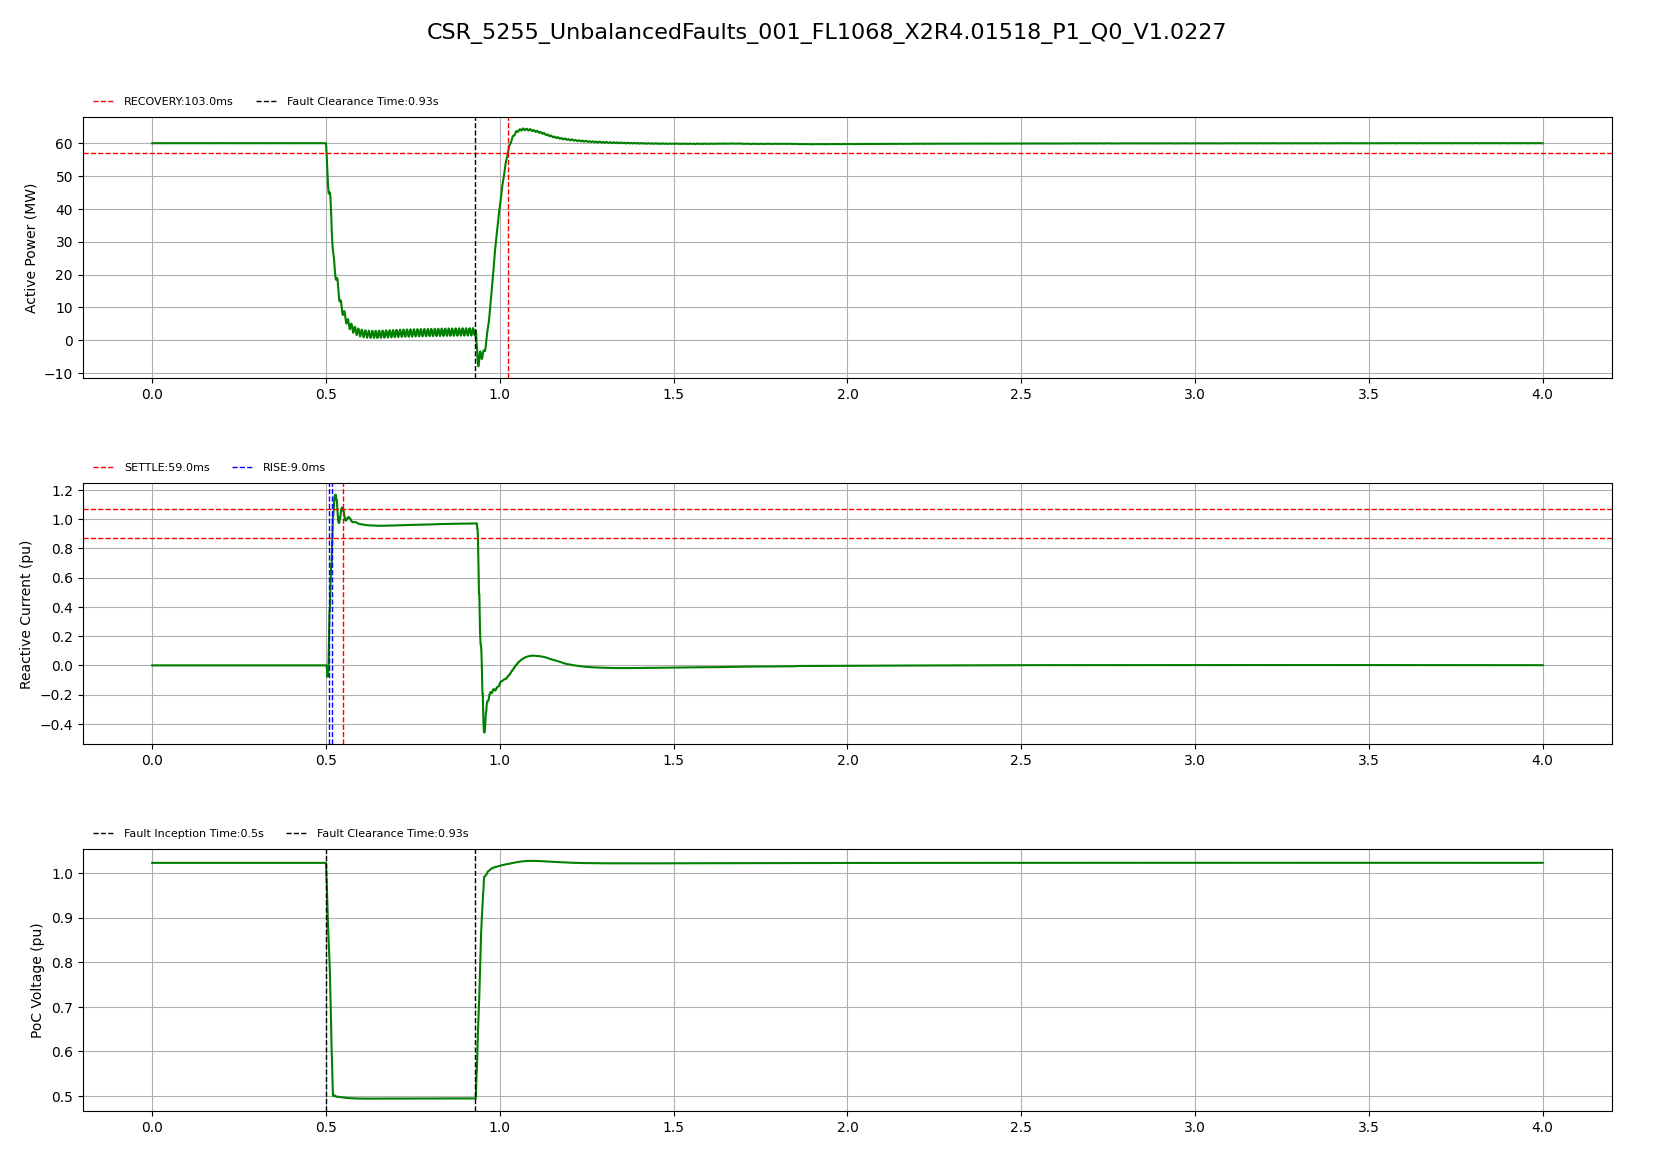 CSR_5255_UnbalancedFaults_001_FL1068_X2R4.01518_P1_Q0_V1.0227
RECOVERY:103.0ms Fault Clearance Time:0.93s
Active Power (MW)
60
50
40
30
20
10
0
−10
0.0 0.5 1.0 1.5 2.0 2.5 3.0 3.5 4.0
SETTLE:59.0ms RISE:9.0ms
Reactive Current (pu)
1.2
1.0
0.8
0.6
0.4
0.2
0.0
−0.2
−0.4
0.0 0.5 1.0 1.5 2.0 2.5 3.0 3.5 4.0
Fault Inception Time:0.5s Fault Clearance Time:0.93s
PoC Voltage (pu)
1.0
0.9
0.8
0.7
0.6
0.5
0.0 0.5 1.0 1.5 2.0 2.5 3.0 3.5 4.0